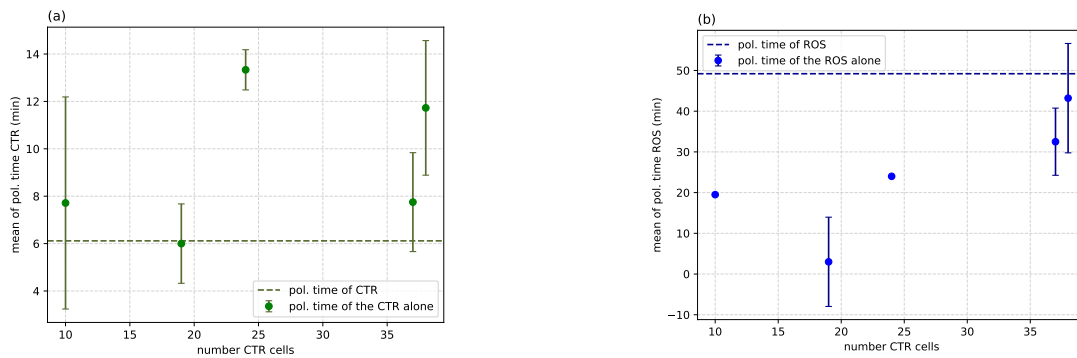 (a)
mean of pol. time CTR (min)
14
12
10
8
6
4
10
15
20
25
30
35
number CTR cells
pol. time of CTR
pol. time of the CTR alone
(b)
mean of pol. time ROS (min)
50
40
30
20
10
0
−10
10
15
20
25
30
35
number CTR cells
pol. time of ROS
pol. time of the ROS alone